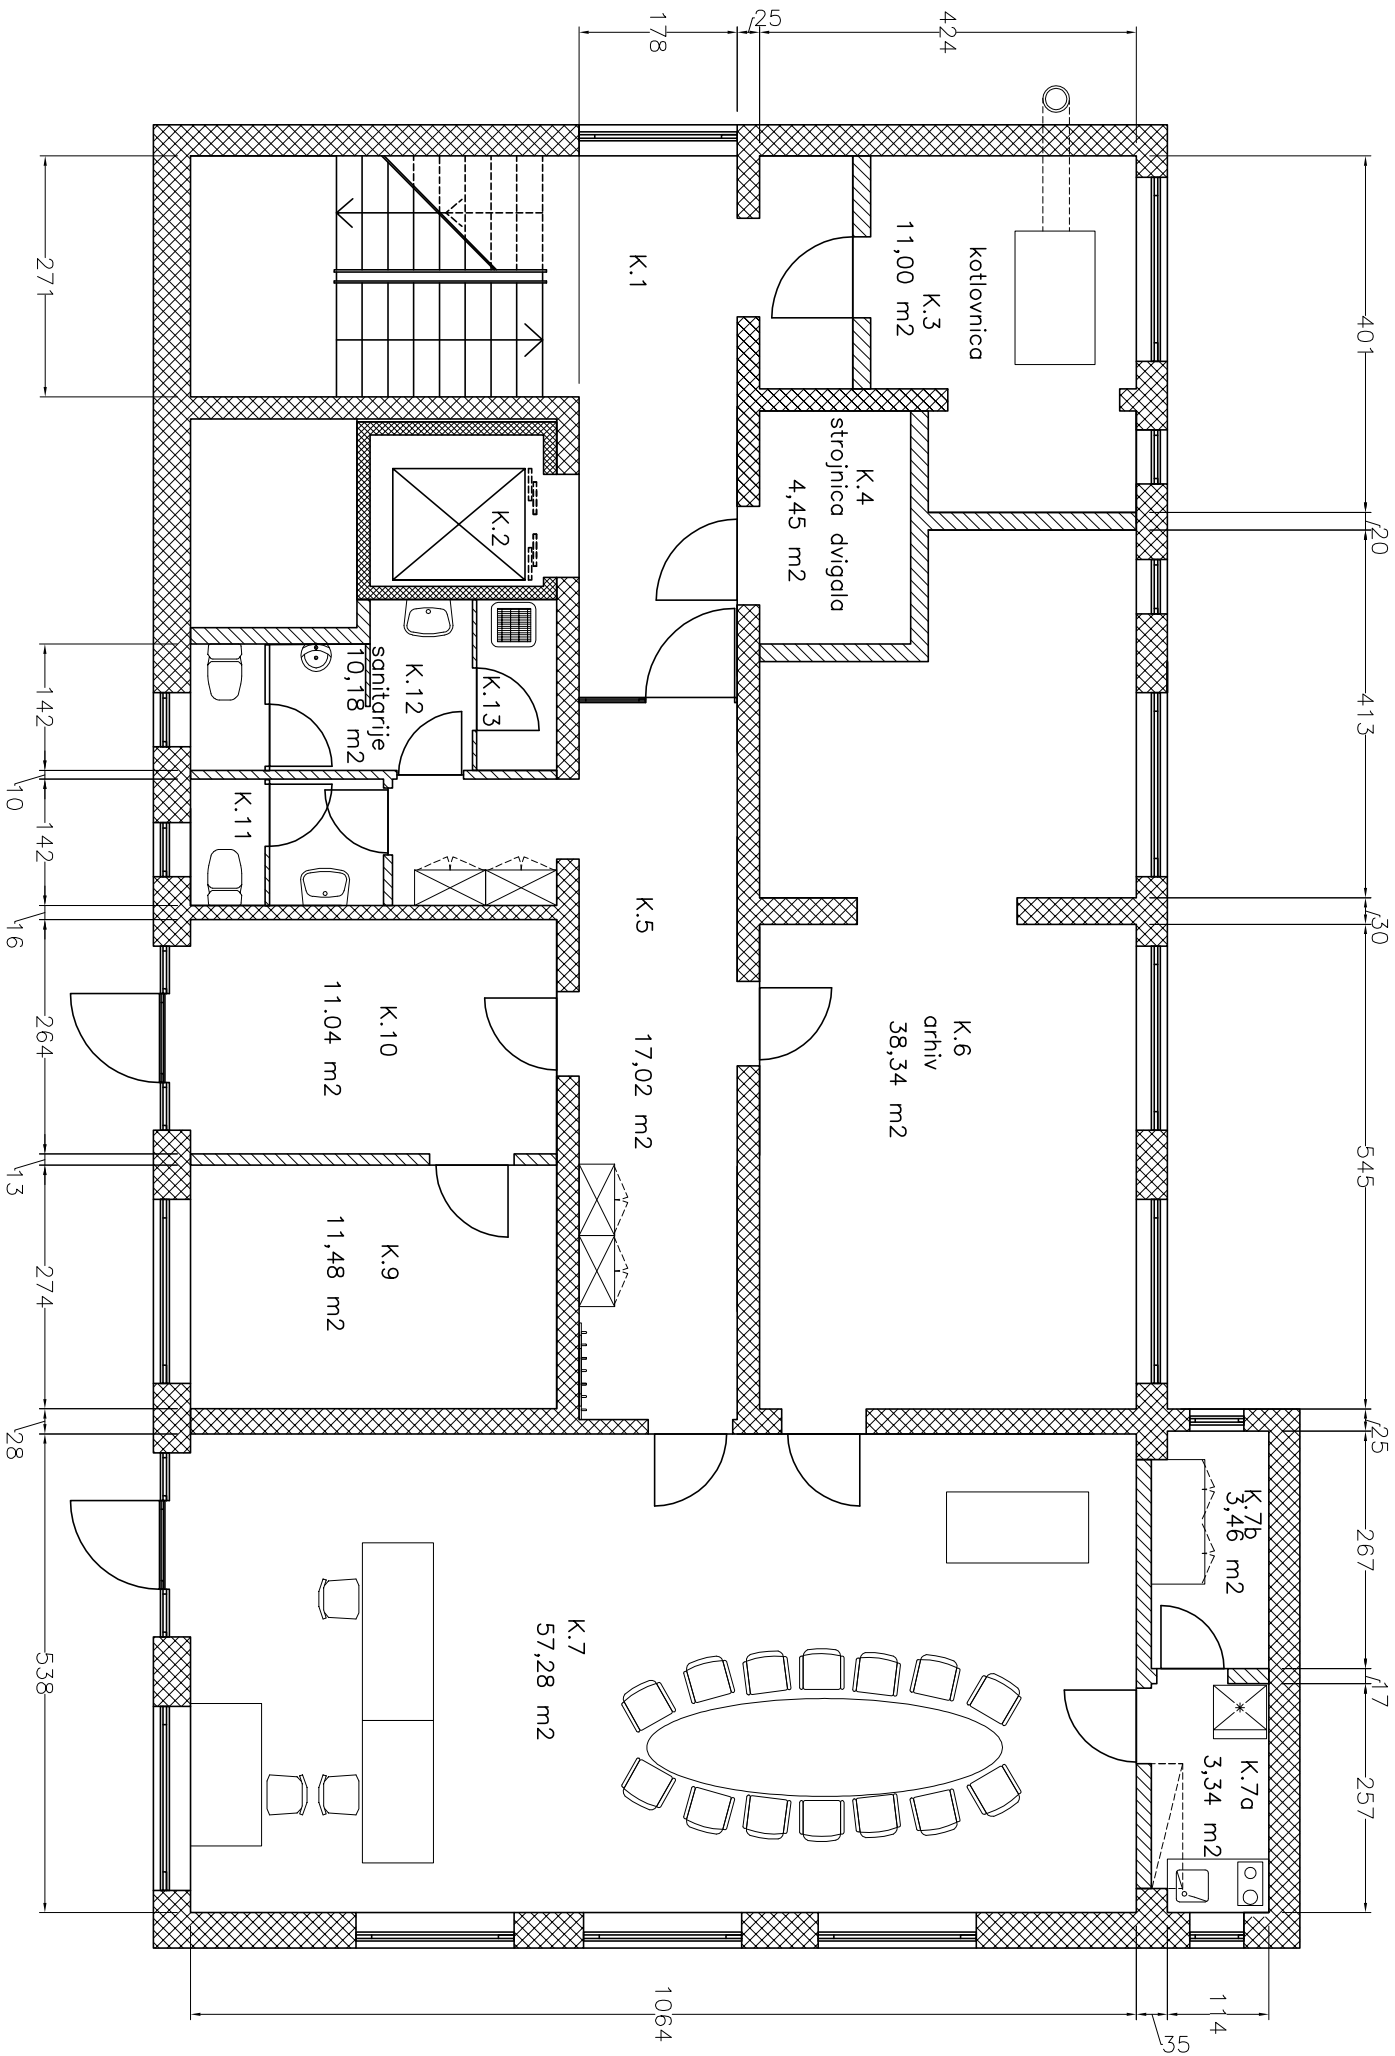 178
25
424
271
K.1
kotlovnica
K.3
11,00 m2
401
20
K.4
strojnica dvigala
4,45 m2
K.2
K.13
K.12
sanitarije
10,18 m2
142
10
142
16
K.11
413
30
K.5
17,02 m2
K.6
arhiv
38,34 m2
K.10
11.04 m2
264
13
545
K.9
11,48 m2
274
28
25
K.7b
3,46 m2
267
17
K.7
57,28 m2
538
K.7a
3,34 m2
257
1064
35
114